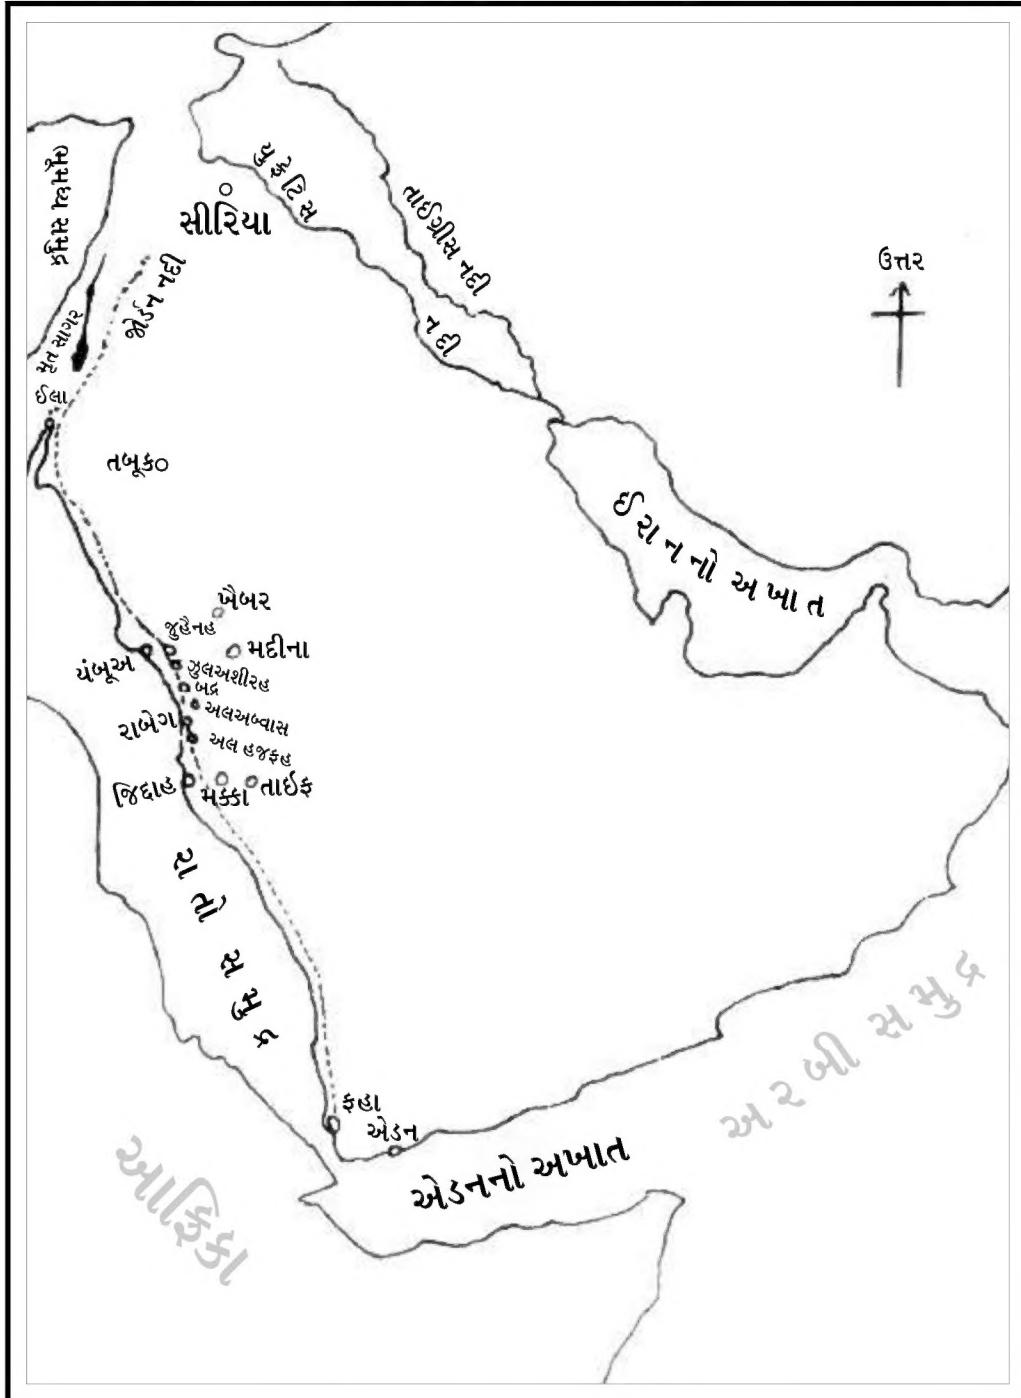 ભૂમધ્ય સમુદ્ર
યુફ્રેટિસ
નદી
તાઈગ્રીસ નદી
સીરિયા
ઉત્તર
જોર્ડન નદી
મૃત સાગર
ઈલા
તબૂક
ઈરાનનો અખાત
ખૈબર
જુહૈનહ
મદીના
યંબૂઅ
ઝુલઅશીરહ
બદ્ર
અલઅબ્વાસ
રાબેગ
અલ હજફહ
જિદ્દાહ
મક્કા
તાઇફ
રાતો સમુદ્ર
અરબી સમુદ્ર
ફહા
એડન
એડનનો અખાત
આફ્રિકા